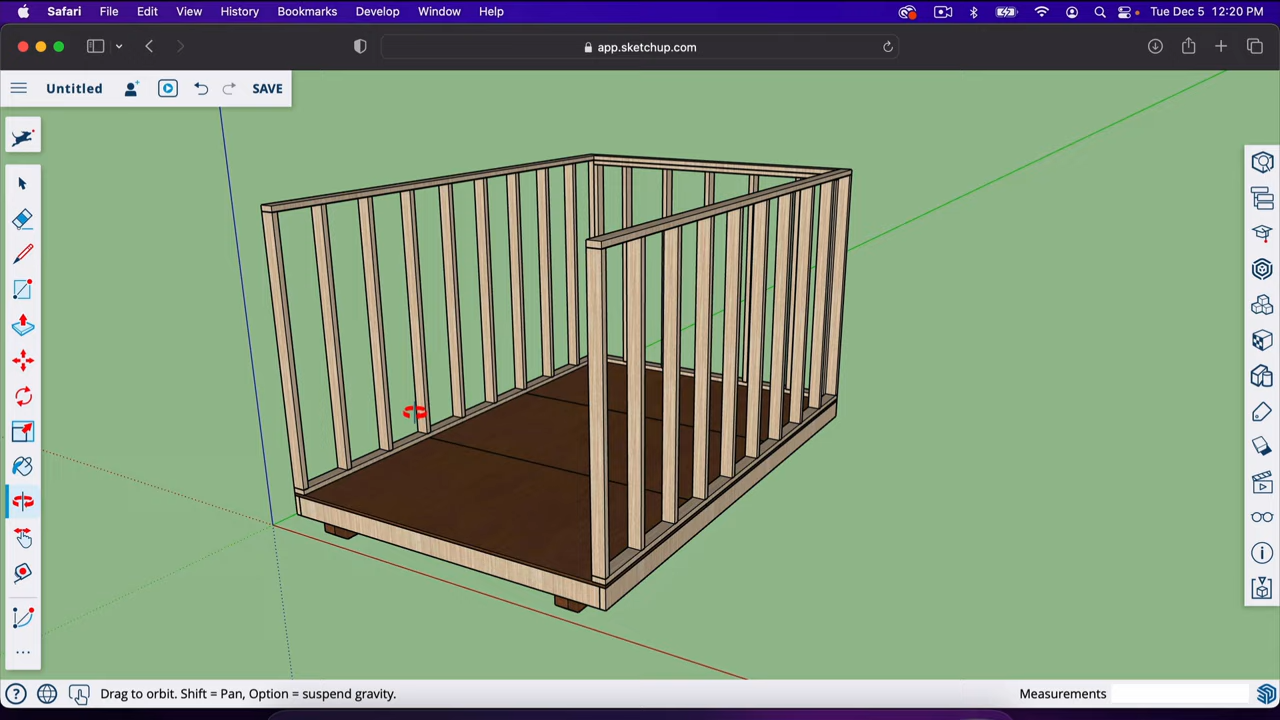 Safari File Edit View History Bookmarks Develop Window Help Tue Dec 5 12:20 PM
app.sketchup.com
Untitled SAVE
Drag to orbit. Shift = Pan, Option = suspend gravity. Measurements